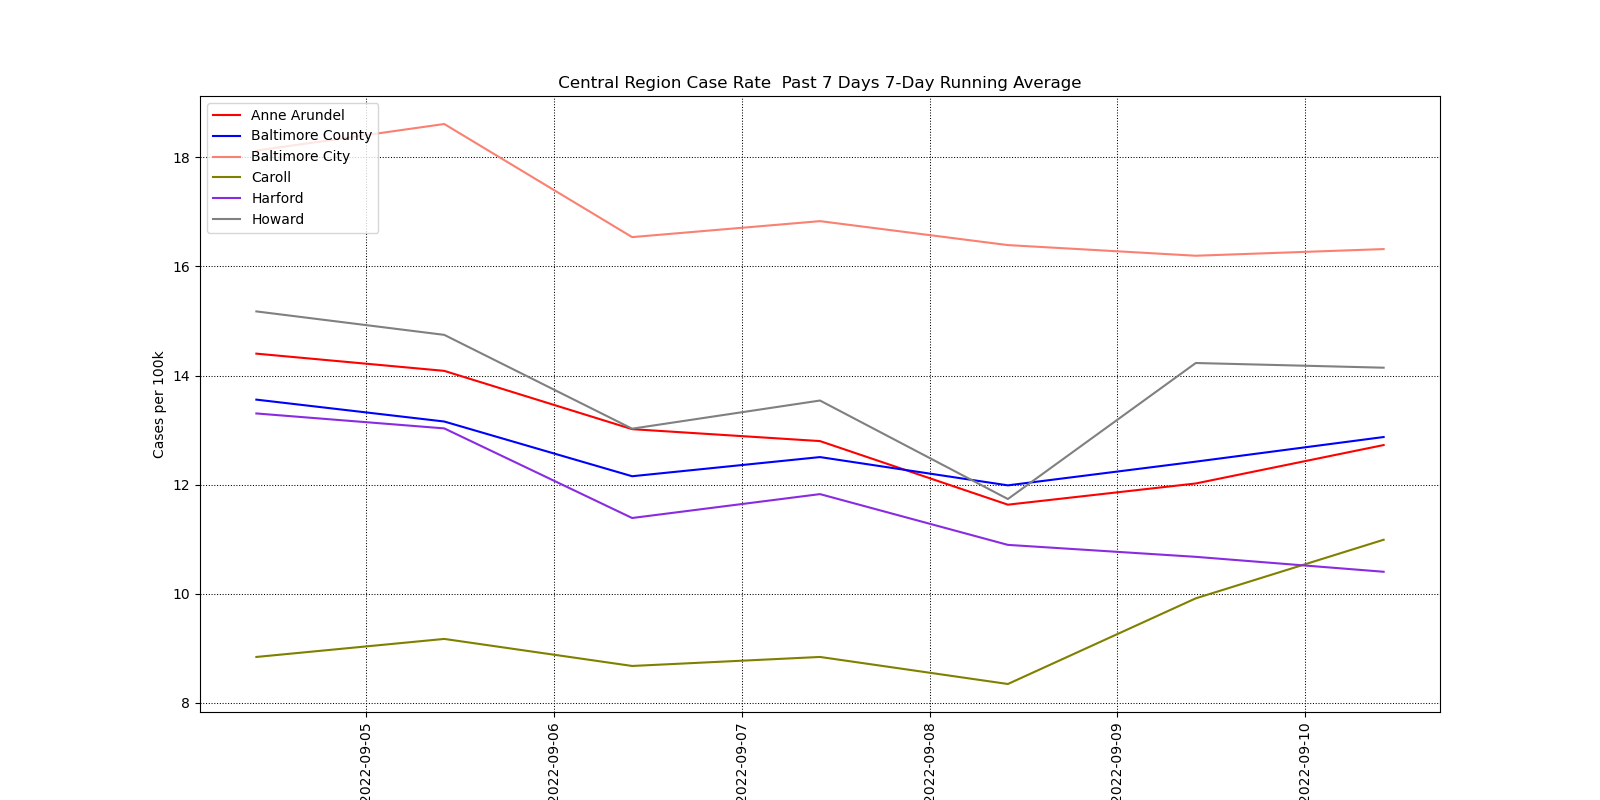 Central Region Case Rate  Past 7 Days 7-Day Running Average
Anne Arundel
Baltimore County
Baltimore City
Caroll
Harford
Howard
Cases per 100k
18
16
14
12
10
8
2022-09-05
2022-09-06
2022-09-07
2022-09-08
2022-09-09
2022-09-10